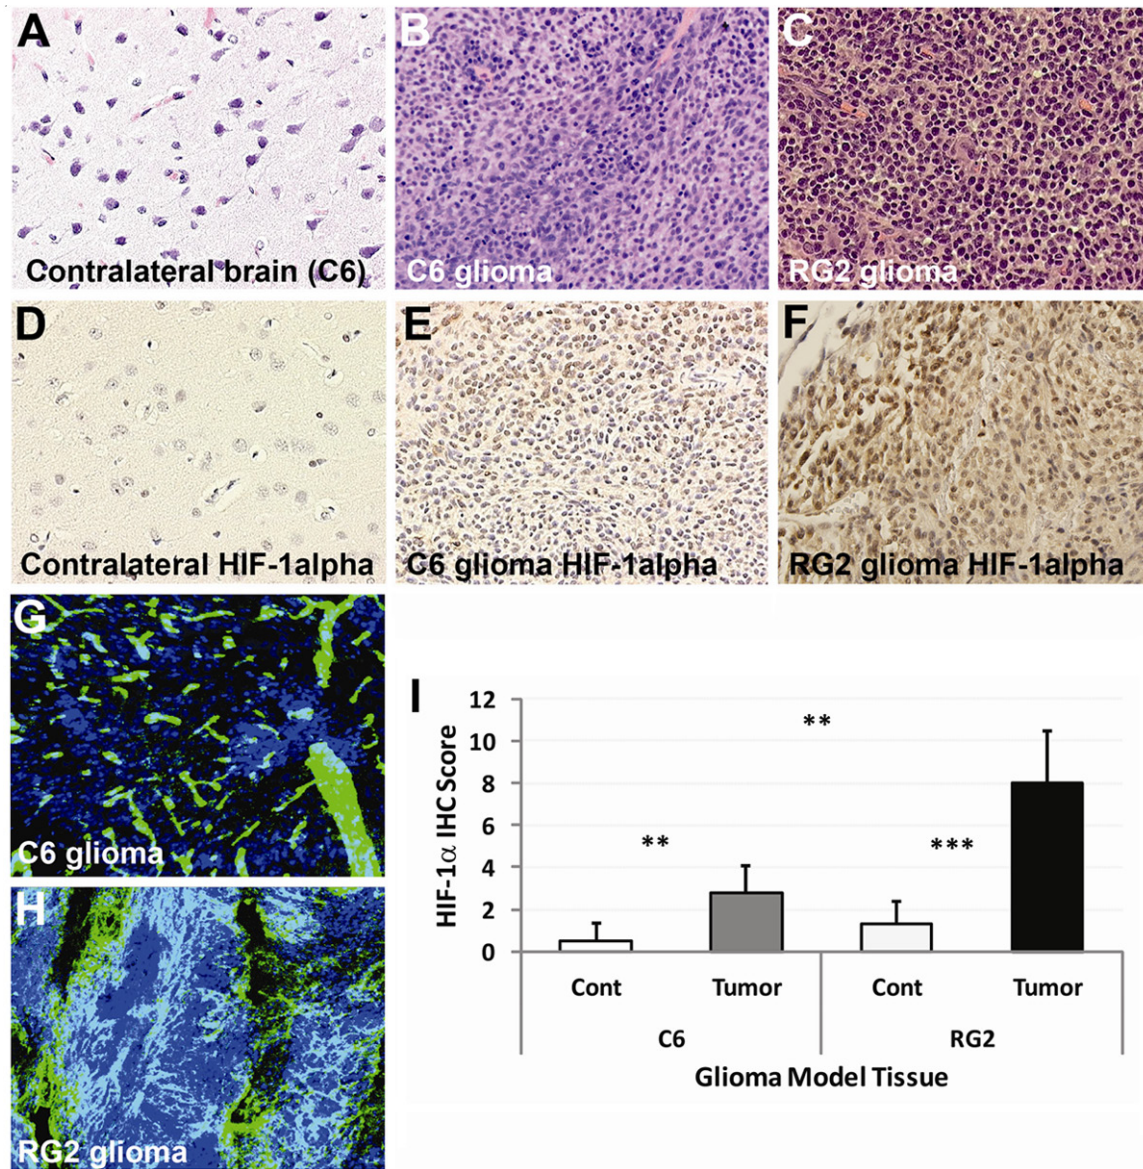 A
B
C
Contralateral brain (C6)
C6 glioma
RG2 glioma
D
E
F
Contralateral HIF-1alpha
C6 glioma HIF-1alpha
RG2 glioma HIF-1alpha
G
C6 glioma
H
RG2 glioma
I
HIF-1α IHC Score
12
10
8
6
4
2
0
**
**
***
Cont
Tumor
Cont
Tumor
C6
RG2
Glioma Model Tissue